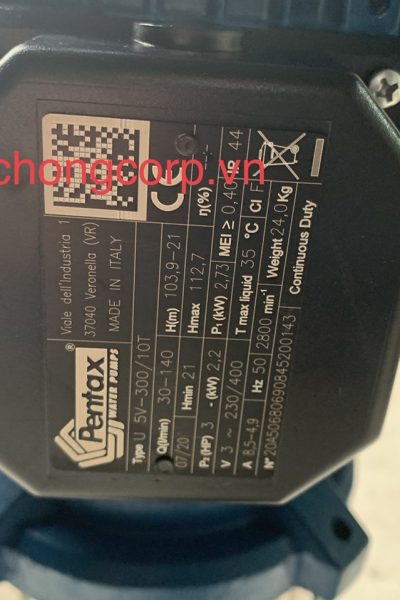 Pentax®
WATER PUMPS
Viale dell'Industria 1
37040 Veronella (VR)
MADE IN ITALY
CE
Type U 5V-300/10T
Q(l/min) 30-140 H(m) 103,9-21
07/20 Hmin 21 Hmax 112,7 η(%)
P₂(HP) 3 - (kW) 2,2 P₁(kW) 2,73 MEI ≥ 0,40 IP 44
V 3 ~ 230/400 T max liquid 35 °C Cl F
A 8,5-4,9 Hz 50 2800 min⁻¹ Weight 24,0 Kg
N° 20A5068069084520014З Continuous Duty
chongcorp.vn